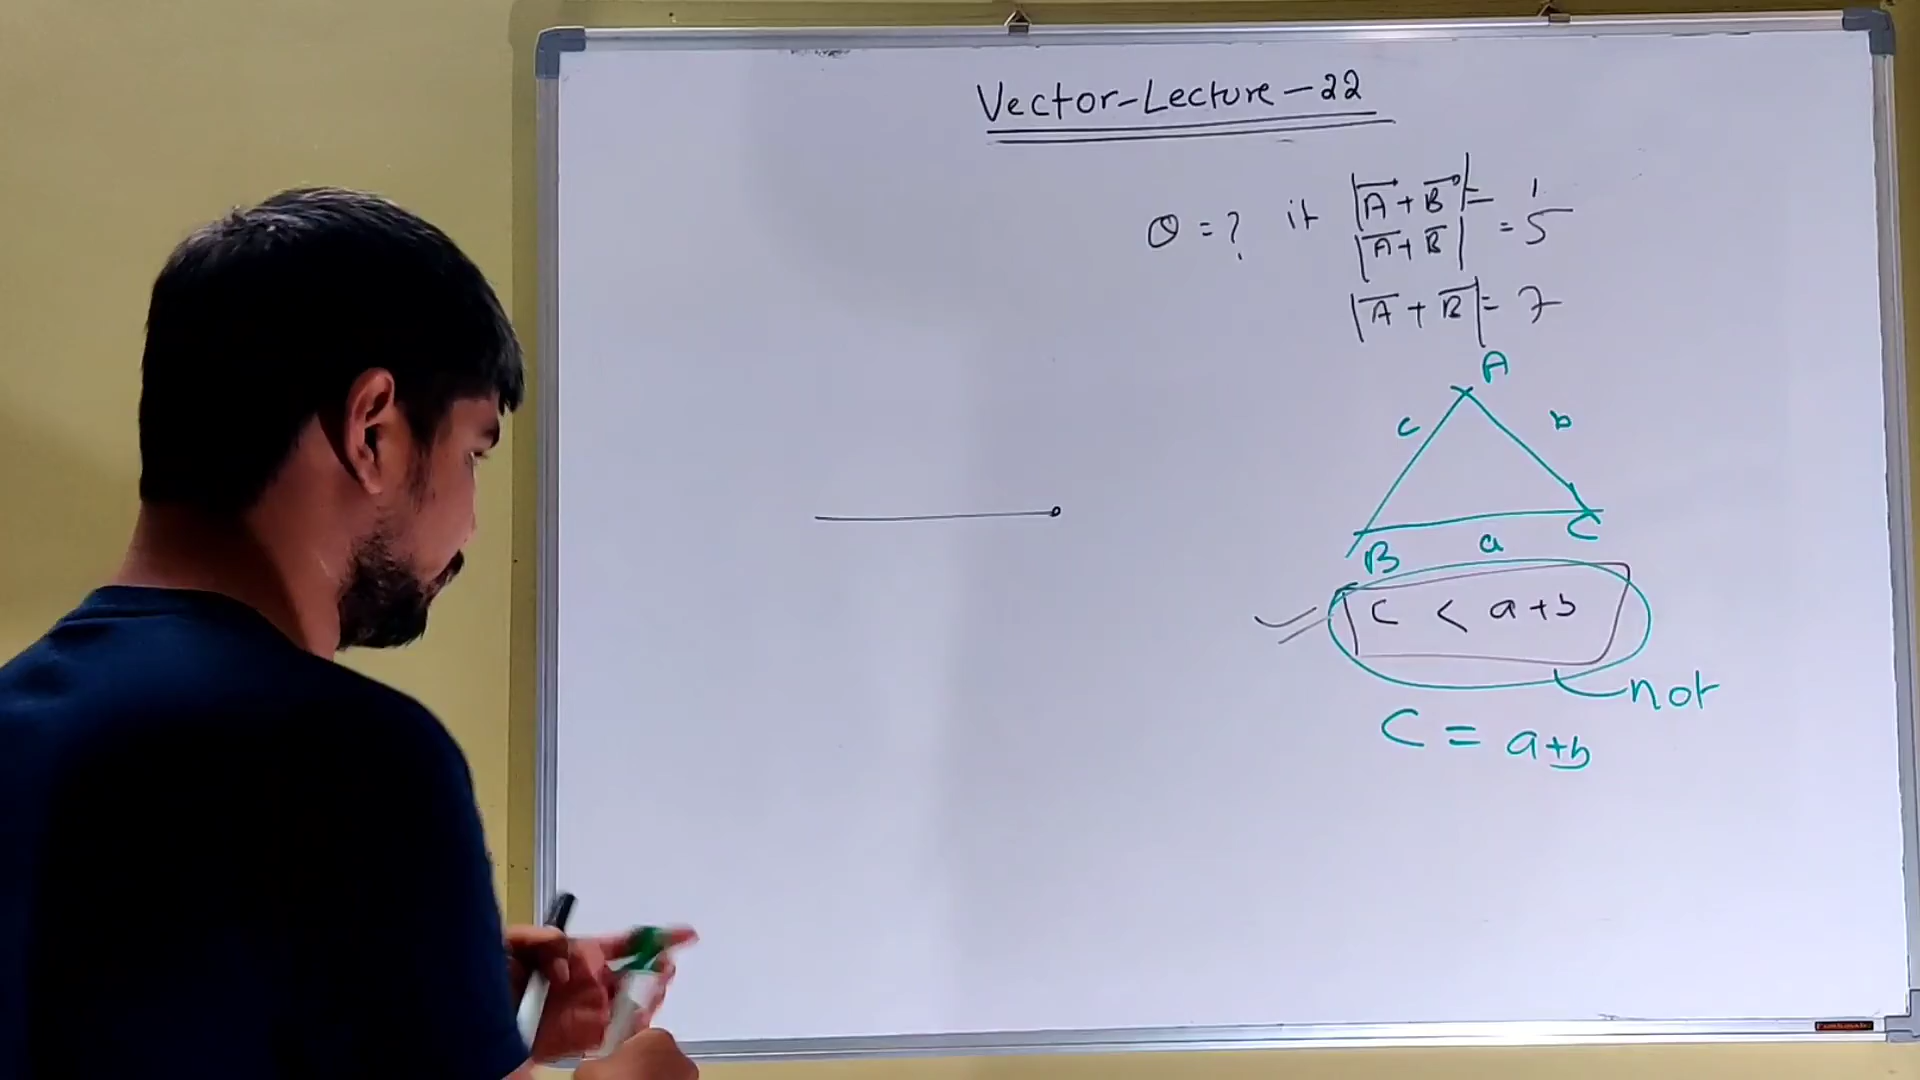 Vector-Lecture-22
θ = ? if |A + B| = 1
|A + B| = 5
|A + B| = 7
A
c b
B a C
c < a + b
not
C = a+b